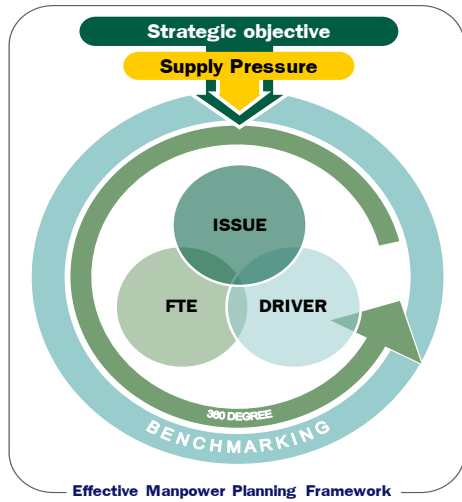 Strategic objective
Supply Pressure
ISSUE
FTE
DRIVER
360 DEGREE
BENCHMARKING
Effective Manpower Planning Framework